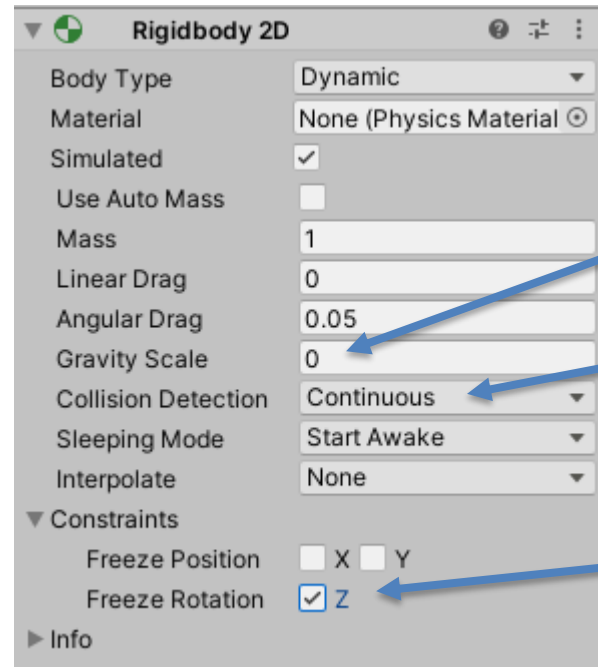 Rigidbody 2D
Body Type Dynamic
Material None (Physics Material
Simulated
Use Auto Mass
Mass 1
Linear Drag 0
Angular Drag 0.05
Gravity Scale 0
Collision Detection Continuous
Sleeping Mode Start Awake
Interpolate None
Constraints
Freeze Position X Y
Freeze Rotation Z
Info